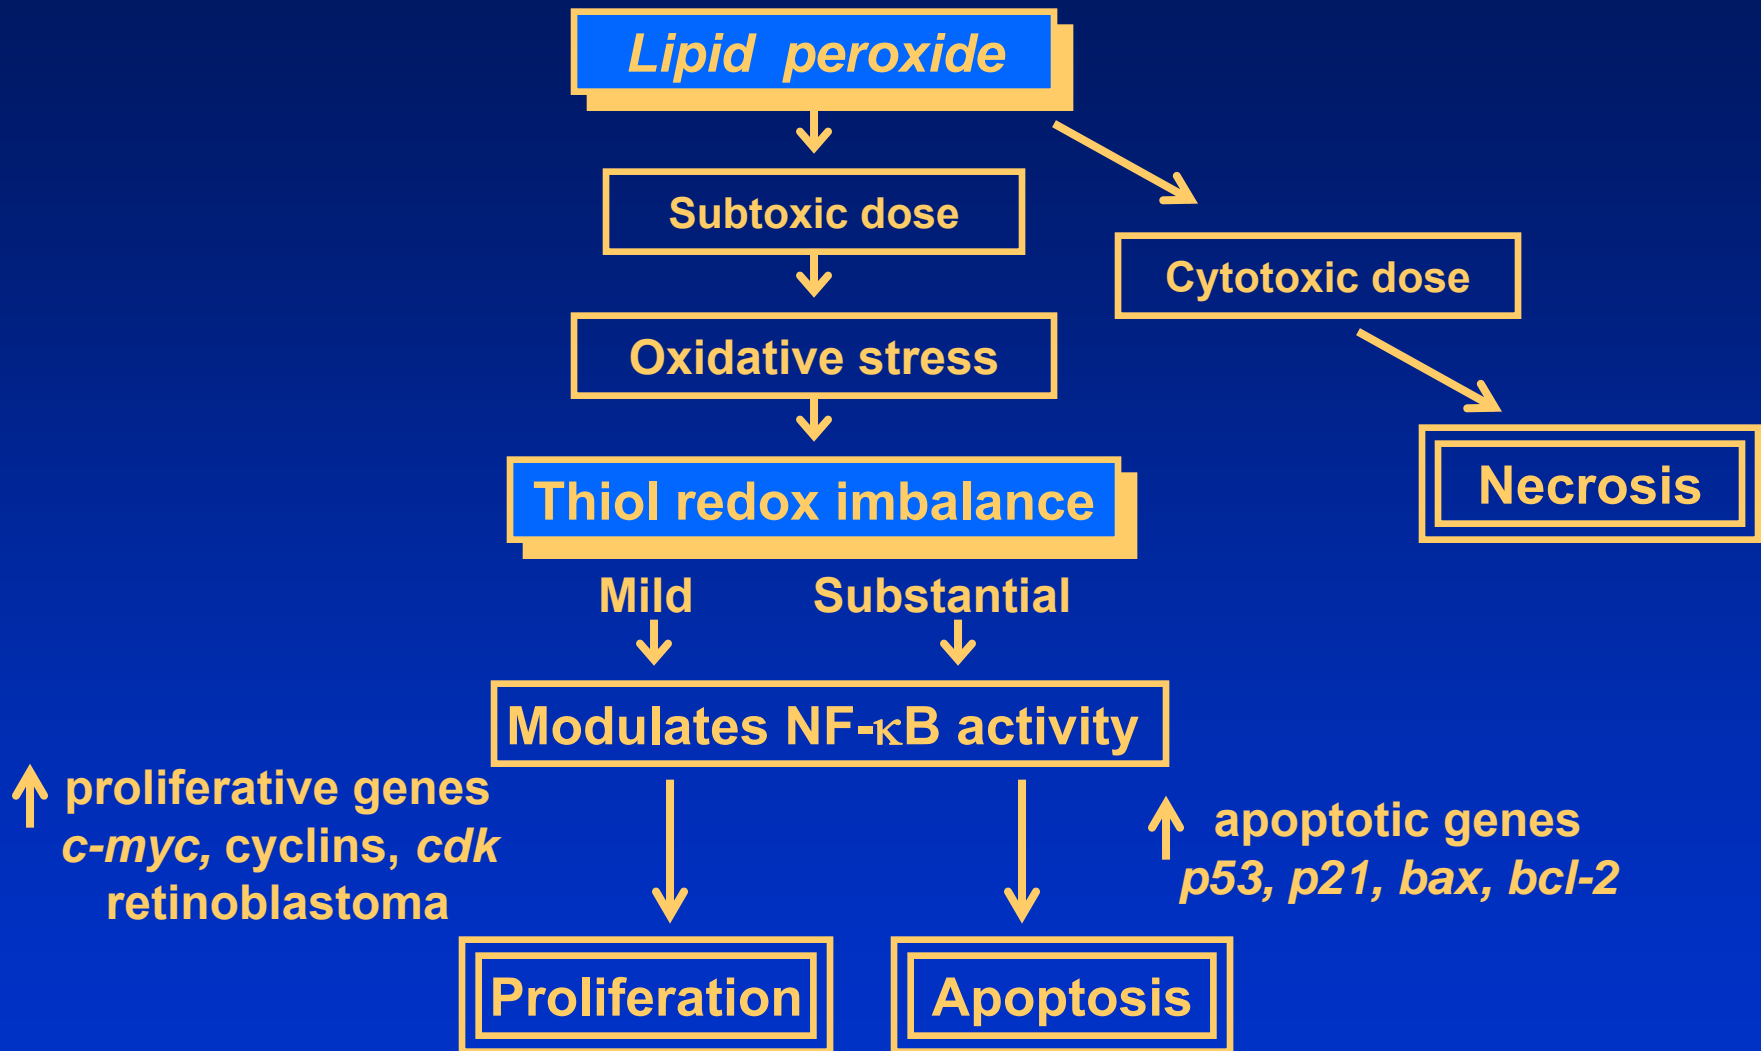 Lipid peroxide
Subtoxic dose
Cytotoxic dose
Oxidative stress
Necrosis
Thiol redox imbalance
Mild
Substantial
Modulates NF-κB activity
↑ proliferative genes
c-myc, cyclins, cdk
retinoblastoma
↑ apoptotic genes
p53, p21, bax, bcl-2
Proliferation
Apoptosis